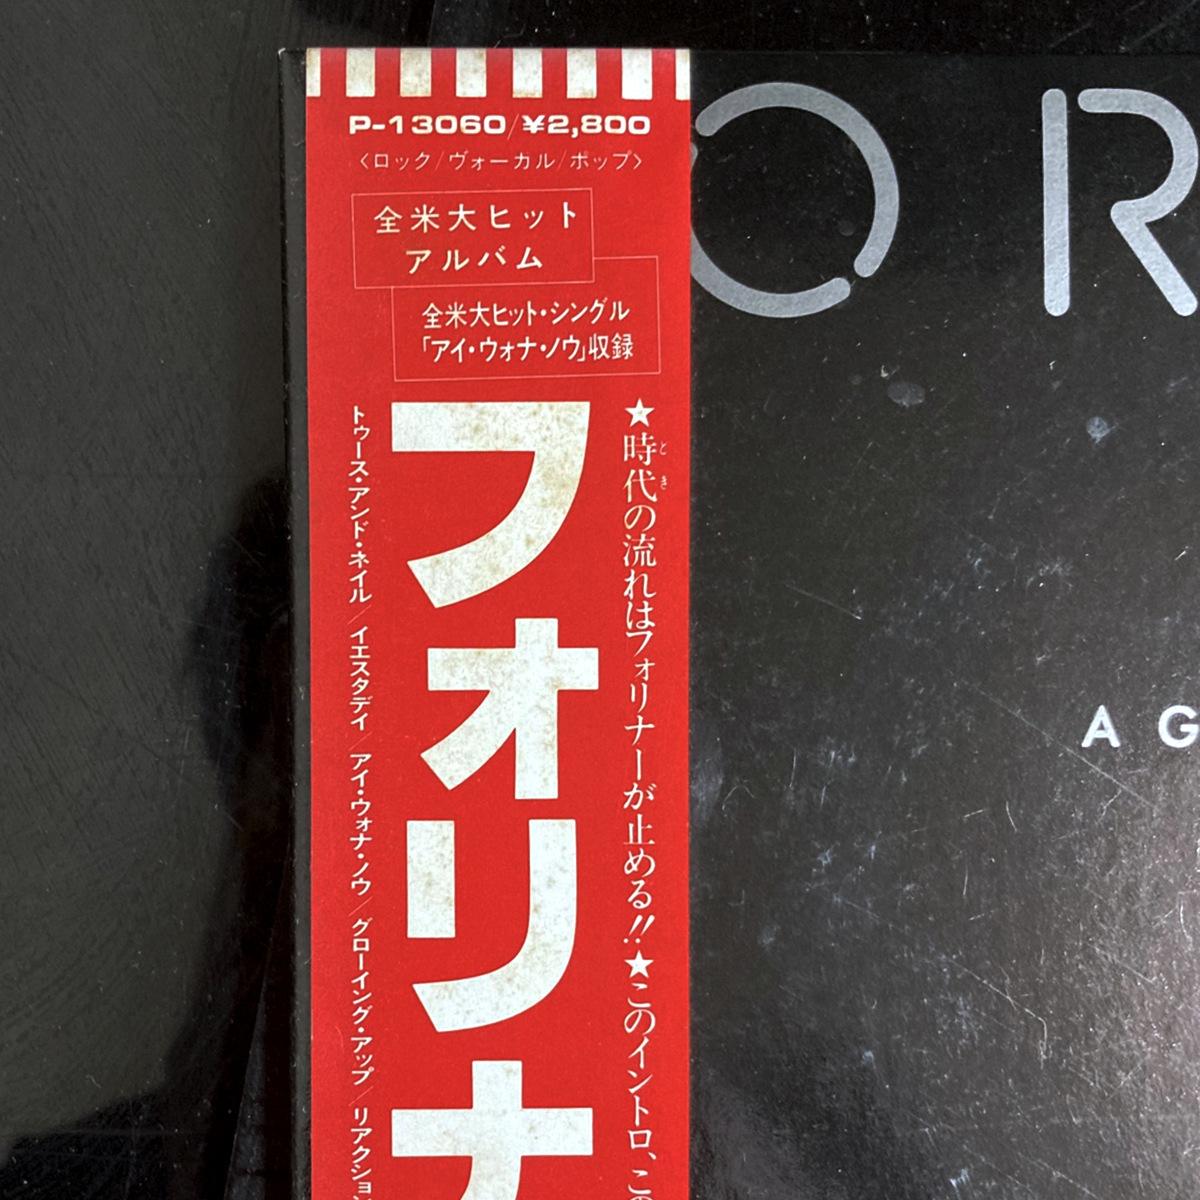 P-13060/¥2,800
〈ロック/ヴォーカル/ポップ〉
全米大ヒット
アルバム
全米大ヒット・シングル
「アイ・ウォナ・ノウ」収録
★時代の流れはフォリナーが止める!!★このイントロ、こ
とき
フォリナ
トゥース・アンド・ネイル/イエスタデイ/アイ・ウォナ・ノウ/グローイング・アップ/リアクション
OR
AG